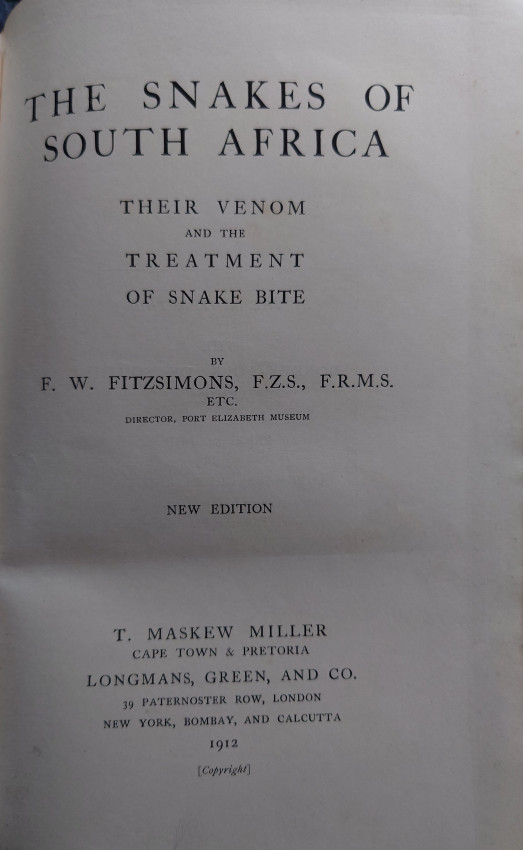 THE SNAKES OF
SOUTH AFRICA
THEIR VENOM
AND THE
TREATMENT
OF SNAKE BITE
BY
F. W. FITZSIMONS, F.Z.S., F.R.M.S.
ETC.
DIRECTOR, PORT ELIZABETH MUSEUM
NEW EDITION
T. MASKEW MILLER
CAPE TOWN & PRETORIA
LONGMANS, GREEN, AND CO.
39 PATERNOSTER ROW, LONDON
NEW YORK, BOMBAY, AND CALCUTTA
1912
[Copyright]